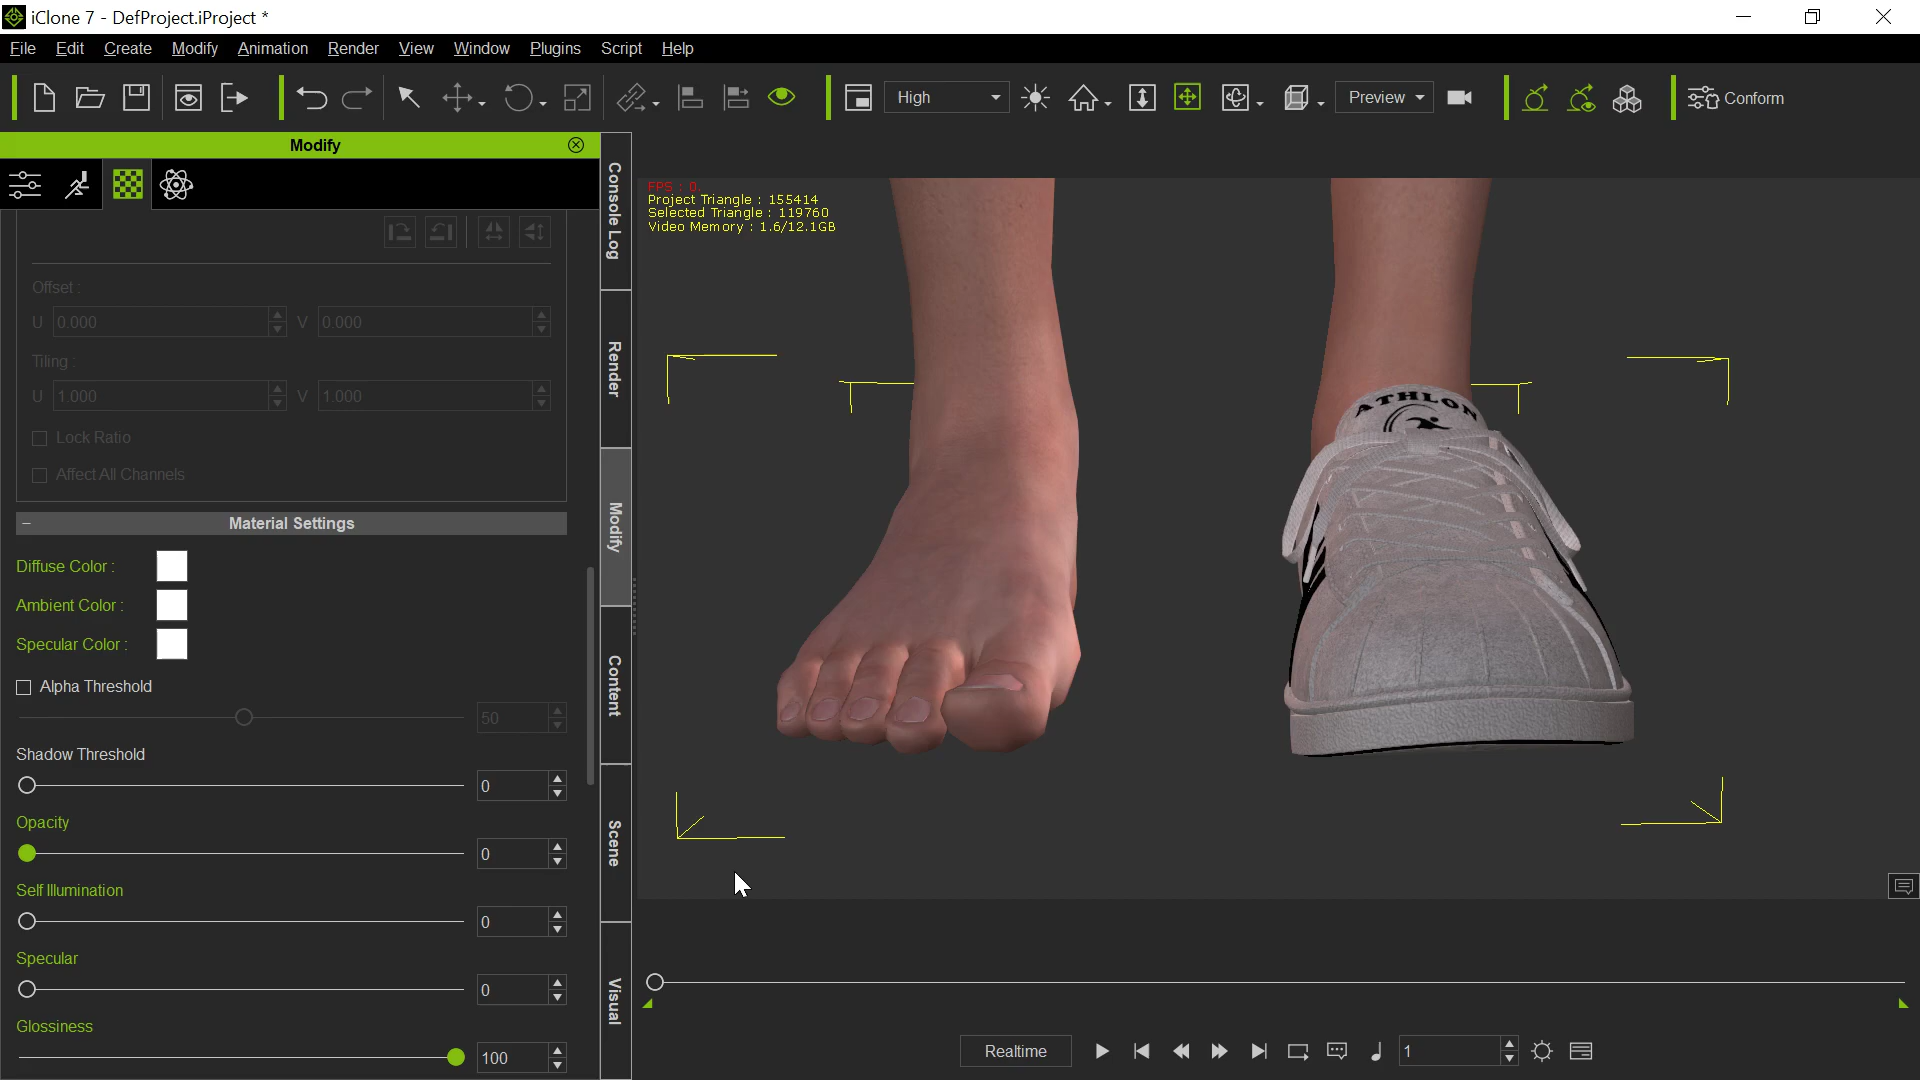 iClone 7 - DefProject.iProject *
File Edit Create Modify Animation Render View Window Plugins Script Help
High
Preview
Conform
Modify
Offset :
U 0.000 V 0.000
Tiling :
U 1.000 V 1.000
Lock Ratio
Affect All Channels
Material Settings
Diffuse Color :
Ambient Color :
Specular Color :
Alpha Threshold
50
Shadow Threshold
0
Opacity
0
Self Illumination
0
Specular
0
Glossiness
100
Console Log
Render
Modify
Content
Scene
Visual
FPS : 0.
Project Triangle : 155414
Selected Triangle : 119760
Video Memory : 1.6/12.1GB
ATHLON
Realtime
1